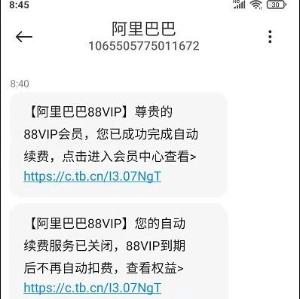 8:45
30
阿里巴巴
1065505775011672
8:40
【阿里巴巴88VIP】尊贵的
88VIP会员，您已成功完成自动
续费，点击进入会员中心查看>
https://c.tb.cn/I3.07NgT
【阿里巴巴88VIP】您的自动
续费服务已关闭，88VIP到期
后不再自动扣费，查看权益>
https://c.tb.cn/I3.07NgT